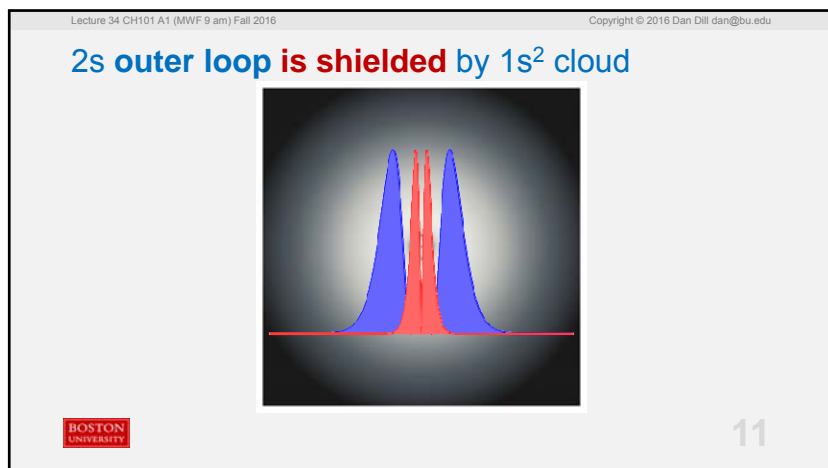 Lecture 34 CH101 A1 (MWF 9 am) Fall 2016
Copyright © 2016 Dan Dill dan@bu.edu
2s outer loop is shielded by 1s² cloud
BOSTON
UNIVERSITY
11